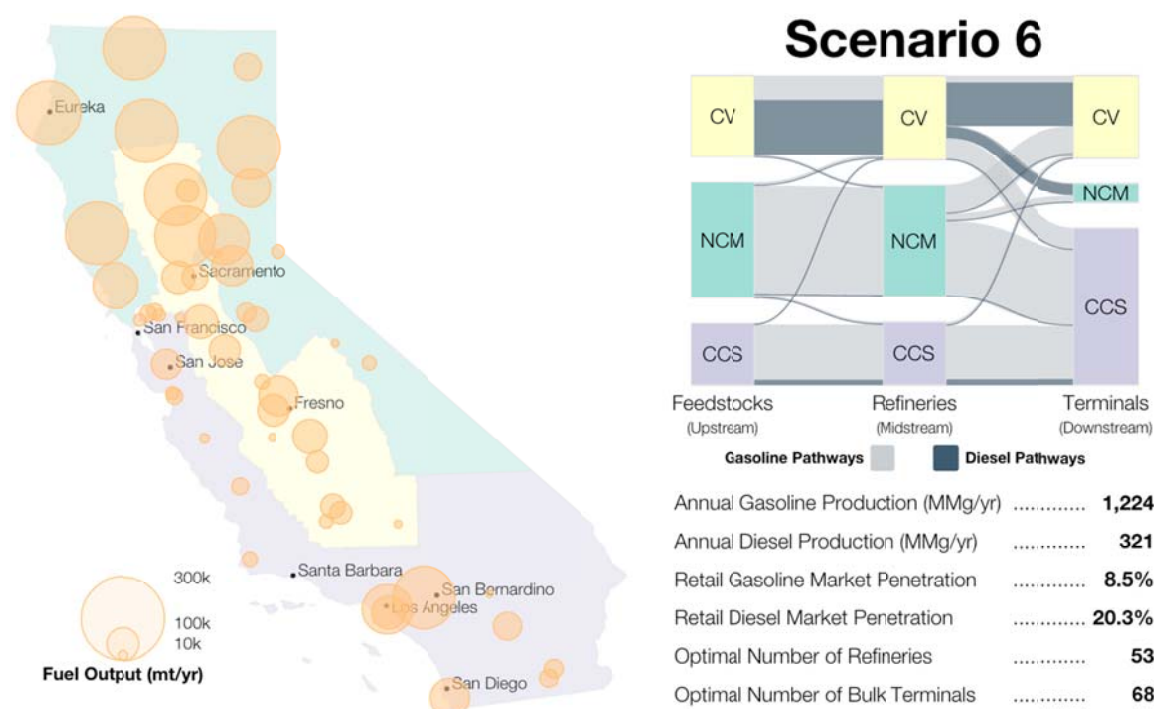 Eureka
Sacramento
San Francisco
San Jose
Fresno
Santa Barbara
San Bernardino
Los Angeles
San Diego
300k
100k
10k
Fuel Output (mt/yr)
Scenario 6
CV
CV
CV
NCM
NCM
NCM
CCS
CCS
CCS
Feedstocks
(Upstream)
Refineries
(Midstream)
Terminals
(Downstream)
Gasoline Pathways
Diesel Pathways
Annual Gasoline Production (MMg/yr) ............ 1,224
Annual Diesel Production (MMg/yr) ............ 321
Retail Gasoline Market Penetration ............ 8.5%
Retail Diesel Market Penetration ............ 20.3%
Optimal Number of Refineries ............ 53
Optimal Number of Bulk Terminals ............ 68